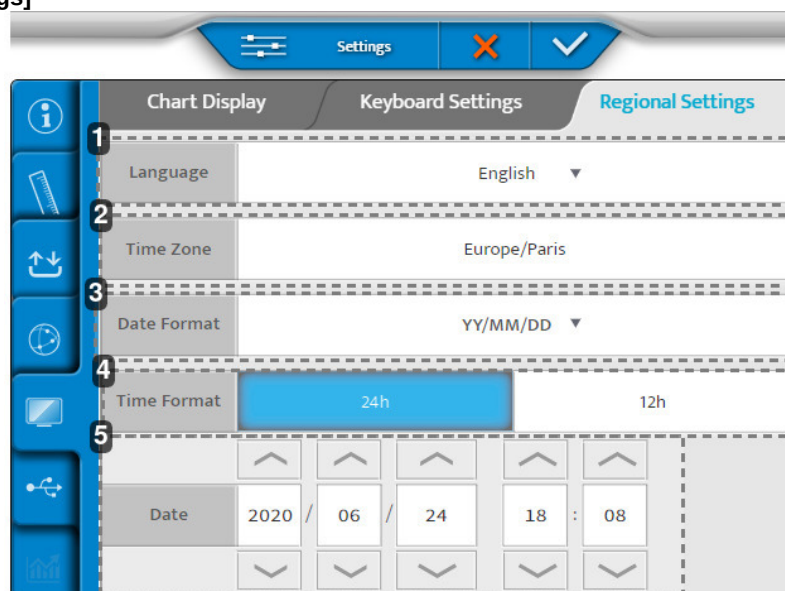 gs]
Settings
Chart Display Keyboard Settings Regional Settings
1
Language English
2
Time Zone Europe/Paris
3
Date Format YY/MM/DD
4
Time Format 24h 12h
5
Date 2020 / 06 / 24 18 : 08